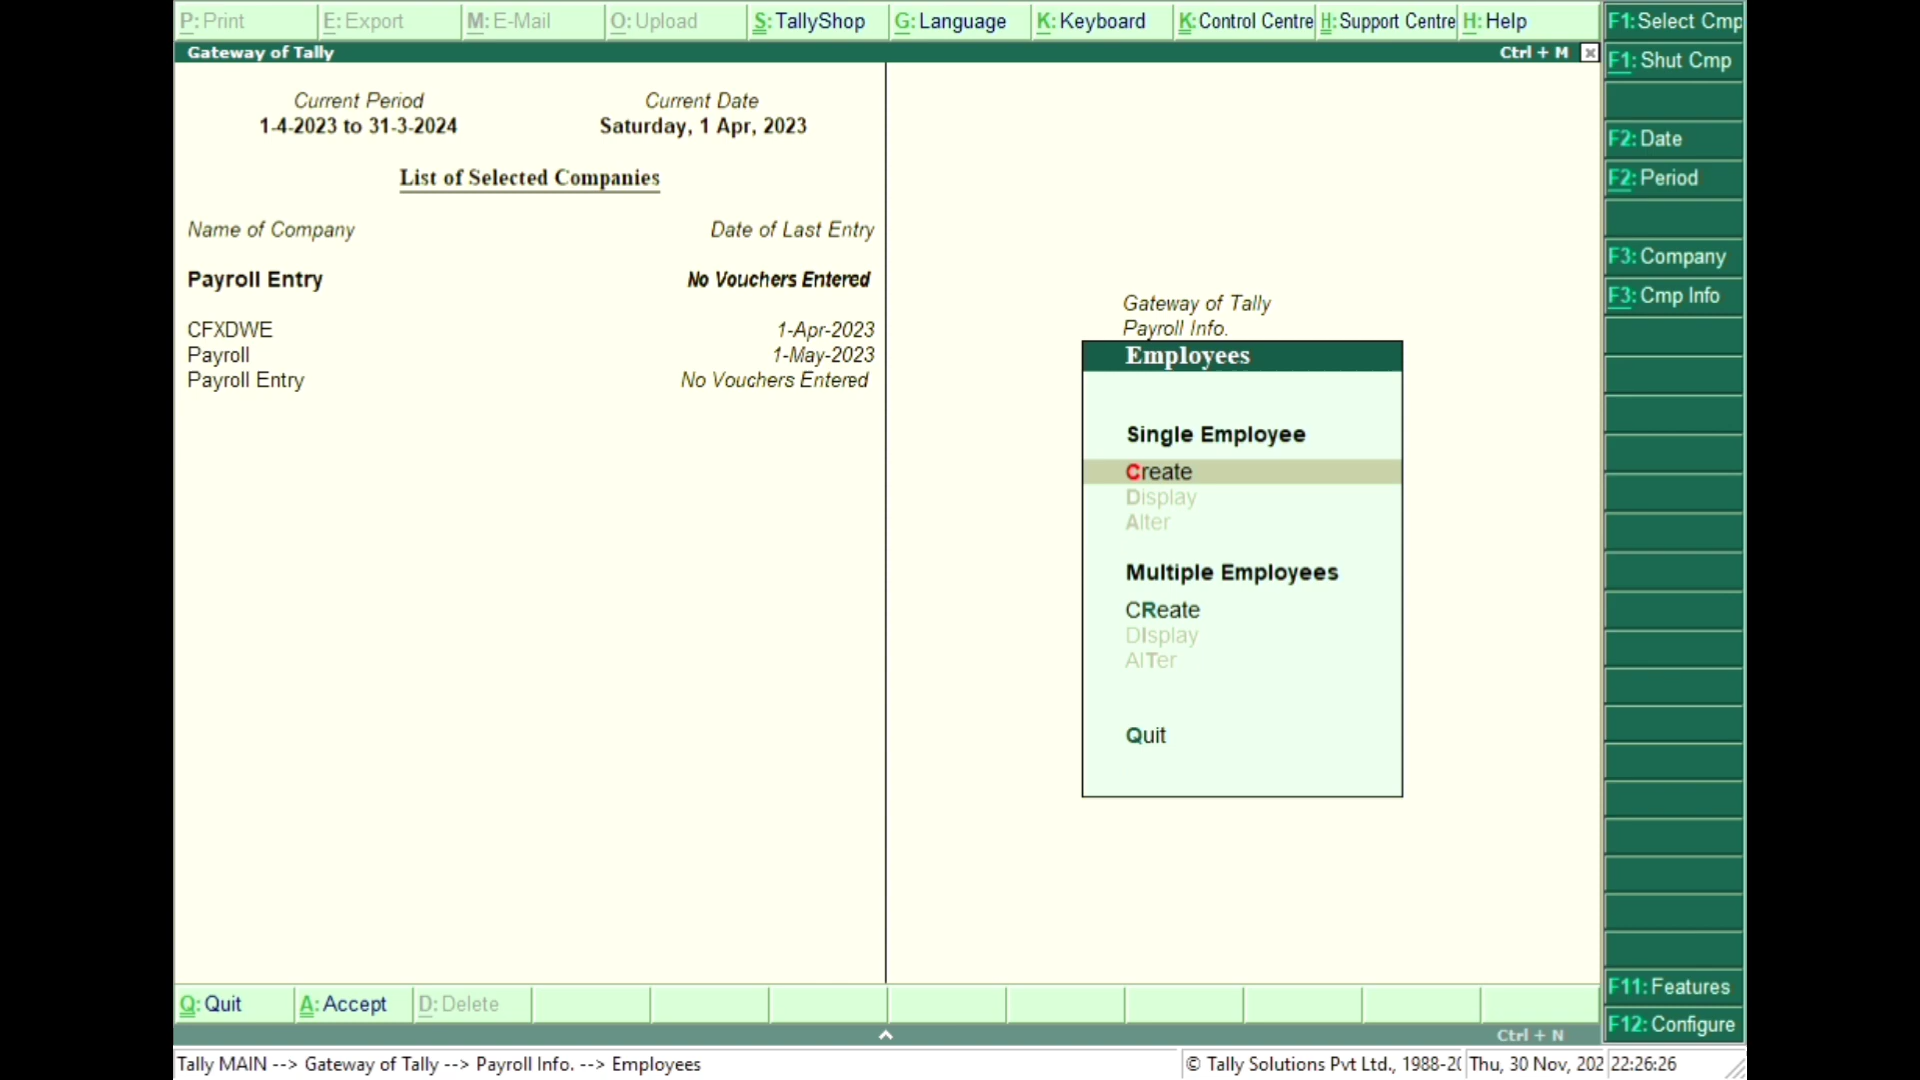 P: Print E: Export M: E-Mail O: Upload S: TallyShop G: Language K: Keyboard K: Control Centre H: Support Centre H: Help
Gateway of Tally Ctrl + M
Current Period Current Date
1-4-2023 to 31-3-2024 Saturday, 1 Apr, 2023
List of Selected Companies
Name of Company Date of Last Entry
Payroll Entry No Vouchers Entered
CFXDWE 1-Apr-2023
Payroll 1-May-2023
Payroll Entry No Vouchers Entered
Gateway of Tally
Payroll Info.
Employees
Single Employee
Create
Display
Alter
Multiple Employees
CReate
DIsplay
AlTer
Quit
F1: Select Cmp
F1: Shut Cmp
F2: Date
F2: Period
F3: Company
F3: Cmp Info
F11: Features
F12: Configure
Q: Quit A: Accept D: Delete
Ctrl + N
Tally MAIN --> Gateway of Tally --> Payroll Info. --> Employees © Tally Solutions Pvt Ltd., 1988-20 Thu, 30 Nov, 202 22:26:26